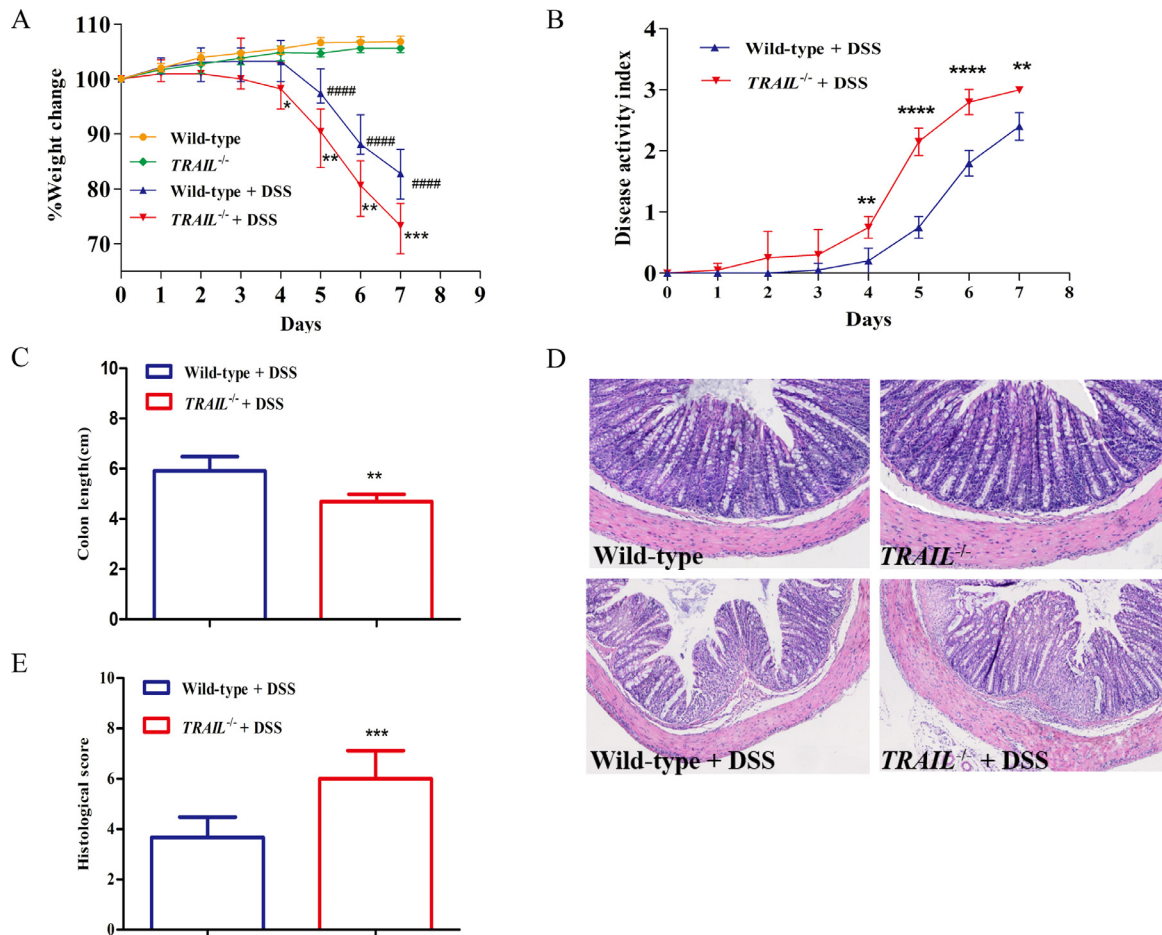 A
%Weight change
110
100
90
80
70
0 1 2 3 4 5 6 7 8 9
Days
Wild-type
TRAIL-/-
Wild-type + DSS
TRAIL-/- + DSS
####
####
####
*
**
**
***
B
Disease activity index
4
3
2
1
0
0 1 2 3 4 5 6 7 8
Days
Wild-type + DSS
TRAIL-/- + DSS
**
****
****
**
C
Colon length(cm)
10
8
6
4
2
0
Wild-type + DSS
TRAIL-/- + DSS
**
D
Wild-type
TRAIL-/-
Wild-type + DSS
TRAIL-/- + DSS
E
Histological score
10
8
6
4
2
0
Wild-type + DSS
TRAIL-/- + DSS
***